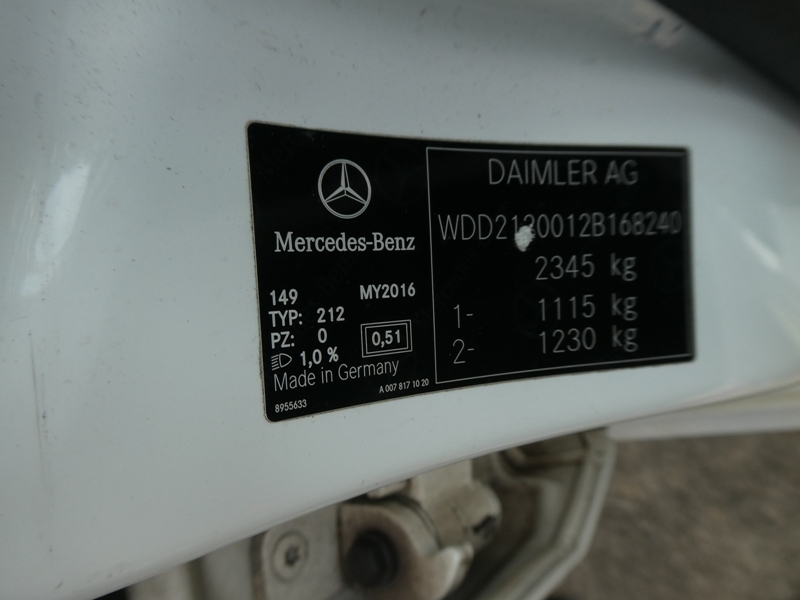 Mercedes-Benz
149 MY2016
TYP: 212
PZ: 0
0,51
1,0 %
Made in Germany
8955633
A 007 817 10 20
DAIMLER AG
WDD2120012B168240
2345 kg
1- 1115 kg
2- 1230 kg